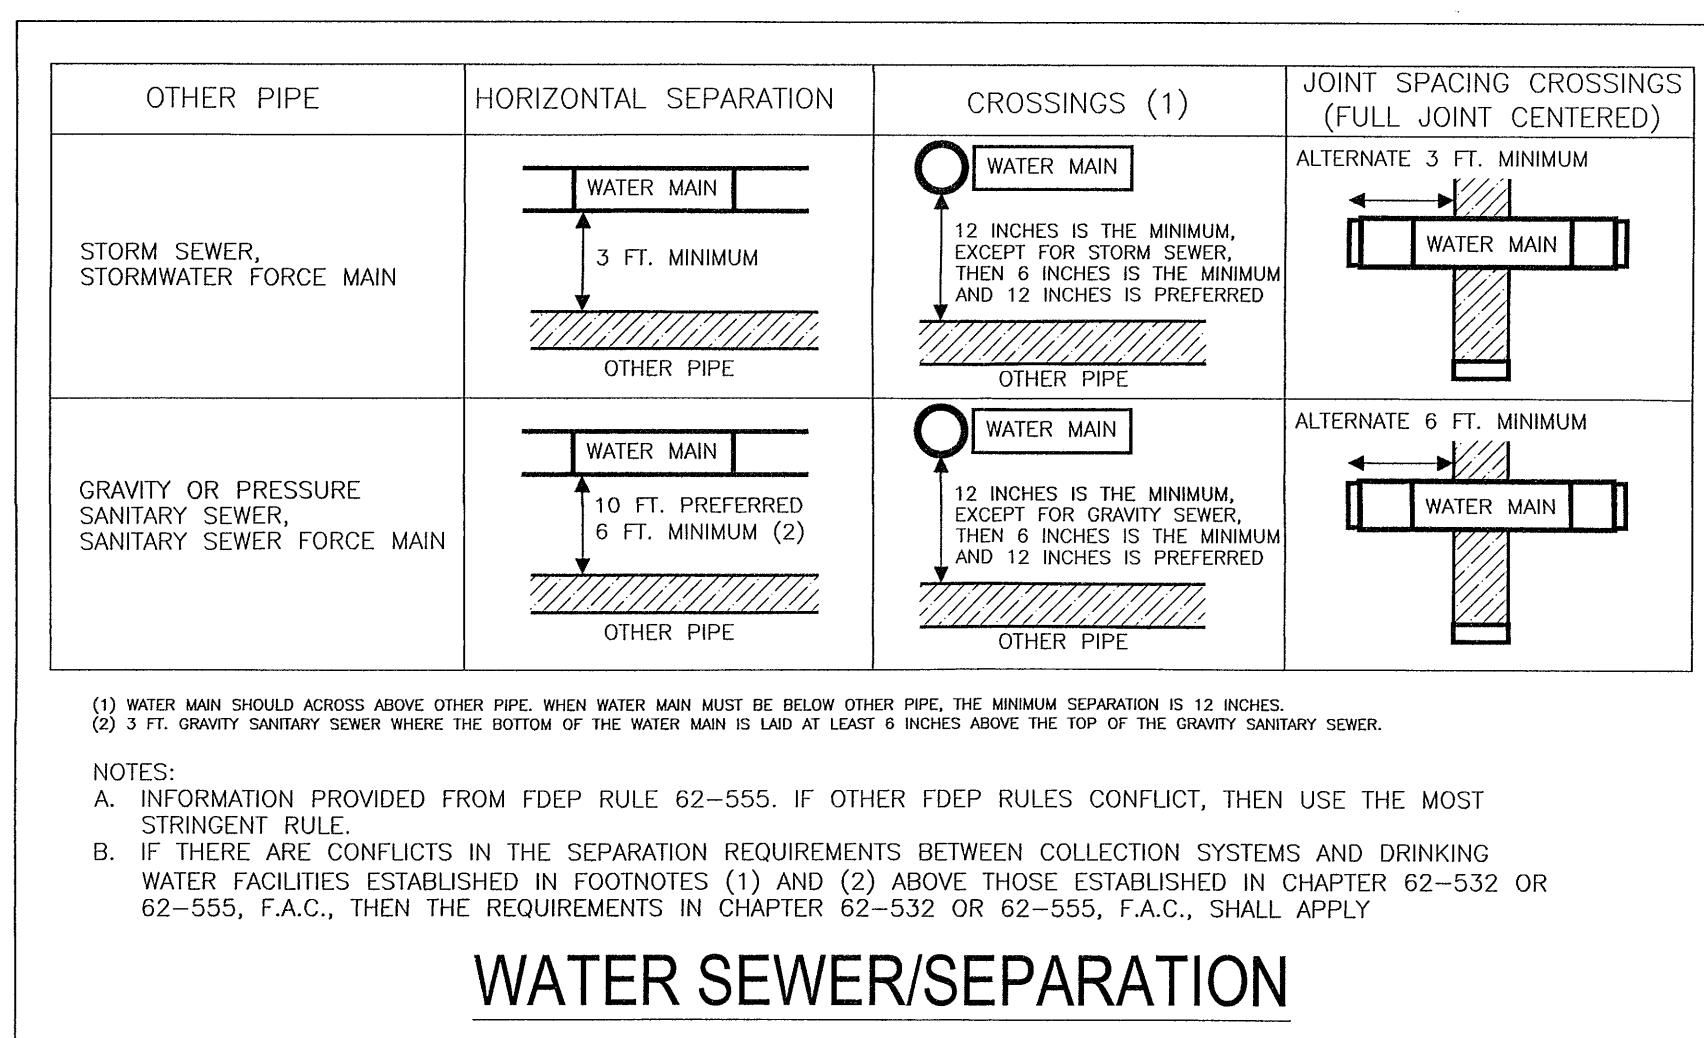 OTHER PIPE
HORIZONTAL SEPARATION
CROSSINGS (1)
JOINT SPACING CROSSINGS
(FULL JOINT CENTERED)
STORM SEWER,
STORMWATER FORCE MAIN
WATER MAIN
3 FT. MINIMUM
OTHER PIPE
WATER MAIN
12 INCHES IS THE MINIMUM,
EXCEPT FOR STORM SEWER,
THEN 6 INCHES IS THE MINIMUM
AND 12 INCHES IS PREFERRED
OTHER PIPE
ALTERNATE 3 FT. MINIMUM
WATER MAIN
GRAVITY OR PRESSURE
SANITARY SEWER,
SANITARY SEWER FORCE MAIN
WATER MAIN
10 FT. PREFERRED
6 FT. MINIMUM (2)
OTHER PIPE
WATER MAIN
12 INCHES IS THE MINIMUM,
EXCEPT FOR GRAVITY SEWER,
THEN 6 INCHES IS THE MINIMUM
AND 12 INCHES IS PREFERRED
OTHER PIPE
ALTERNATE 6 FT. MINIMUM
WATER MAIN
(1) WATER MAIN SHOULD ACROSS ABOVE OTHER PIPE. WHEN WATER MAIN MUST BE BELOW OTHER PIPE, THE MINIMUM SEPARATION IS 12 INCHES.
(2) 3 FT. GRAVITY SANITARY SEWER WHERE THE BOTTOM OF THE WATER MAIN IS LAID AT LEAST 6 INCHES ABOVE THE TOP OF THE GRAVITY SANITARY SEWER.
NOTES:
A. INFORMATION PROVIDED FROM FDEP RULE 62-555. IF OTHER FDEP RULES CONFLICT, THEN USE THE MOST
STRINGENT RULE.
B. IF THERE ARE CONFLICTS IN THE SEPARATION REQUIREMENTS BETWEEN COLLECTION SYSTEMS AND DRINKING
WATER FACILITIES ESTABLISHED IN FOOTNOTES (1) AND (2) ABOVE THOSE ESTABLISHED IN CHAPTER 62-532 OR
62-555, F.A.C., THEN THE REQUIREMENTS IN CHAPTER 62-532 OR 62-555, F.A.C., SHALL APPLY
WATER SEWER/SEPARATION